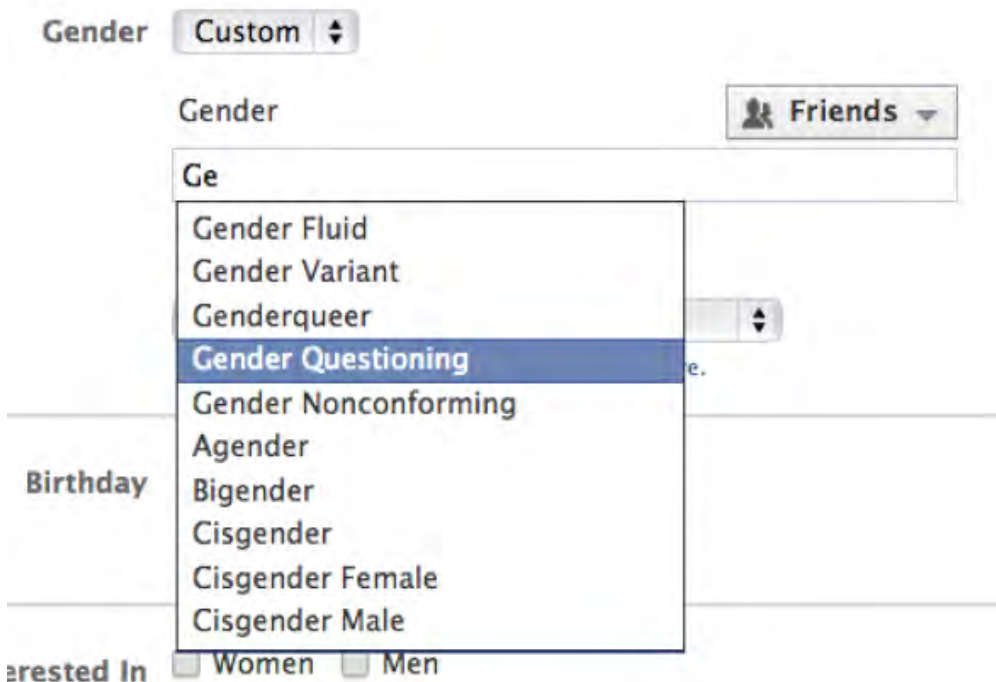 Gender Custom
Gender Friends
Ge
Gender Fluid
Gender Variant
Genderqueer
Gender Questioning
e.
Gender Nonconforming
Agender
Birthday
Bigender
Cisgender
Cisgender Female
Cisgender Male
erested In Women Men